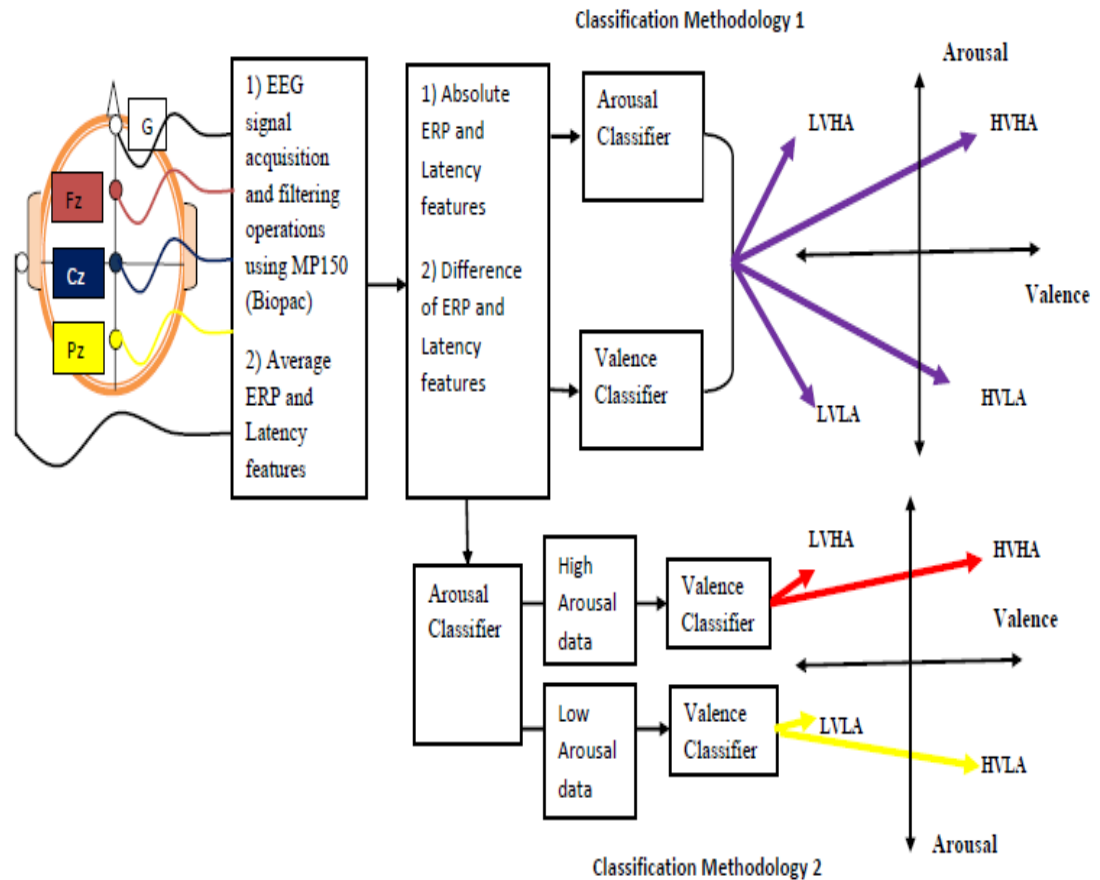 Classification Methodology 1
G
Fz
Cz
Pz
1) EEG
signal
acquisition
and filtering
operations
using MP150
(Biopac)
2) Average
ERP and
Latency
features
1) Absolute
ERP and
Latency
features
2) Difference
of ERP and
Latency
features
Arousal
Classifier
Valence
Classifier
Arousal
LVHA
HVHA
Valence
LVLA
HVLA
Arousal
Classifier
High
Arousal
data
Valence
Classifier
Low
Arousal
data
Valence
Classifier
LVHA
HVHA
Valence
LVLA
HVLA
Arousal
Classification Methodology 2